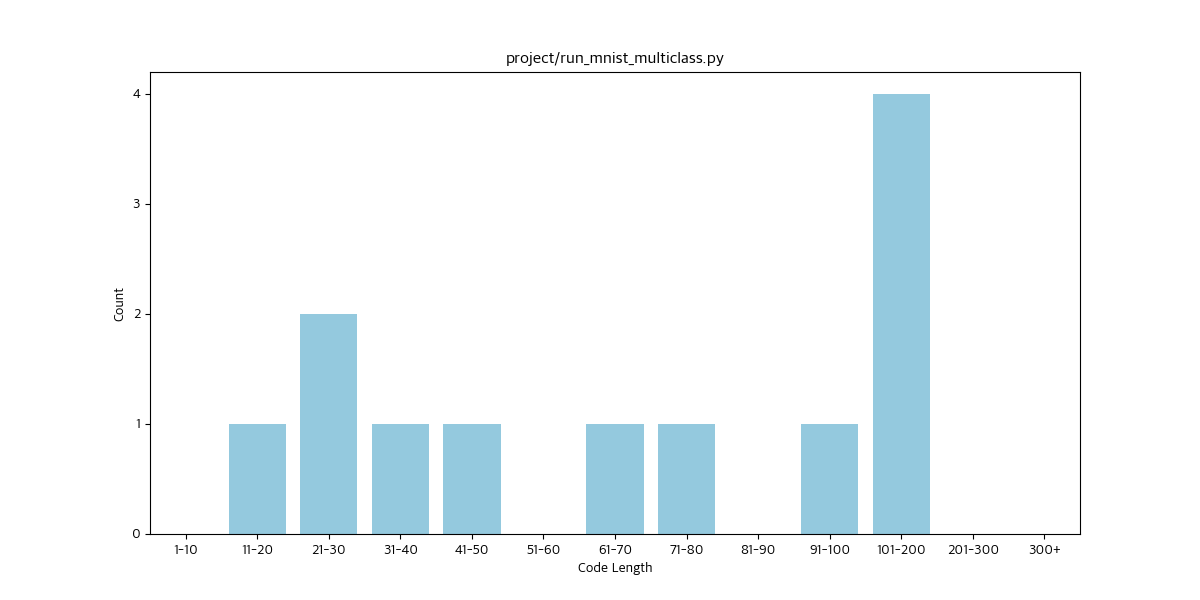 project/run_mnist_multiclass.py
4
3
2
1
0
Count
1-10 11-20 21-30 31-40 41-50 51-60 61-70 71-80 81-90 91-100 101-200 201-300 300+
Code Length